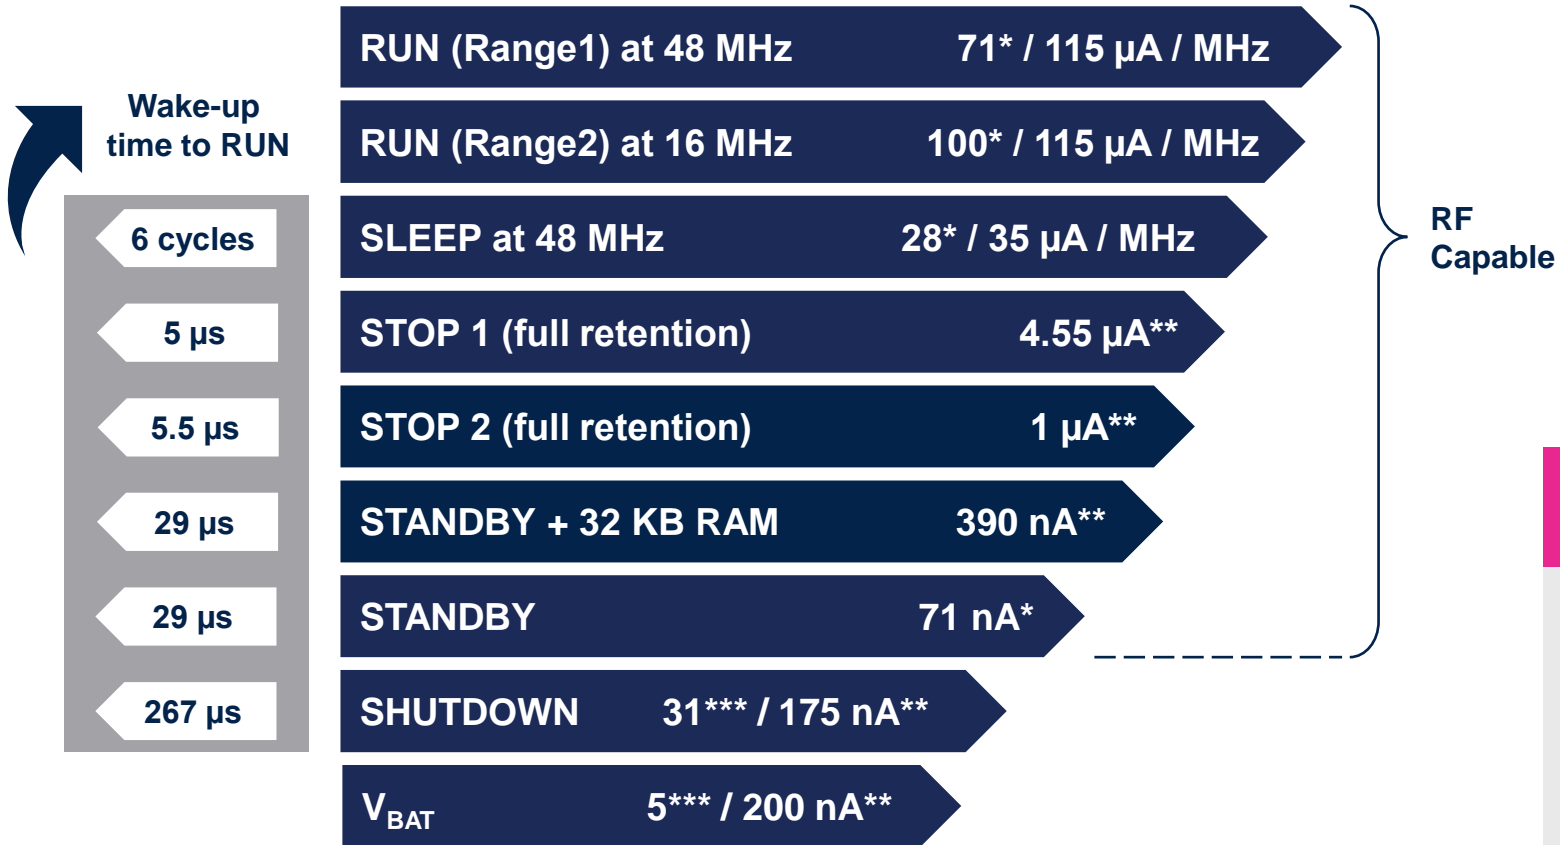 Wake-up
time to RUN
RUN (Range1) at 48 MHz 71* / 115 µA / MHz
RUN (Range2) at 16 MHz 100* / 115 µA / MHz
6 cycles SLEEP at 48 MHz 28* / 35 µA / MHz
5 µs STOP 1 (full retention) 4.55 µA**
5.5 µs STOP 2 (full retention) 1 µA**
29 µs STANDBY + 32 KB RAM 390 nA**
29 µs STANDBY 71 nA*
267 µs SHUTDOWN 31*** / 175 nA**
VBAT 5*** / 200 nA**
RF
Capable